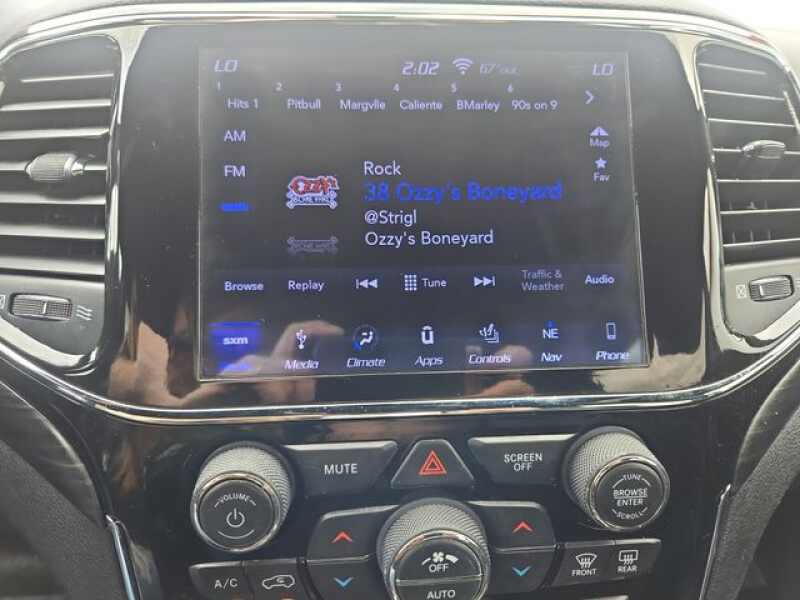 LO 2:02 67°out LO
1 2 3 4 5 6
Hits 1 Pitbull Margvlle Caliente BMarley 90s on 9
AM
Map
FM
Fav
Rock
38 Ozzy's Boneyard
@Strigl
Ozzy's Boneyard
Ozzy's
BONEYARD
Browse Replay Tune Traffic & Weather Audio
sxm
NE
Media Climate Apps Controls Nav Phone
MUTE
SCREEN OFF
VOLUME
TUNE
BROWSE
ENTER
SCROLL
OFF
AUTO
A/C
FRONT
REAR